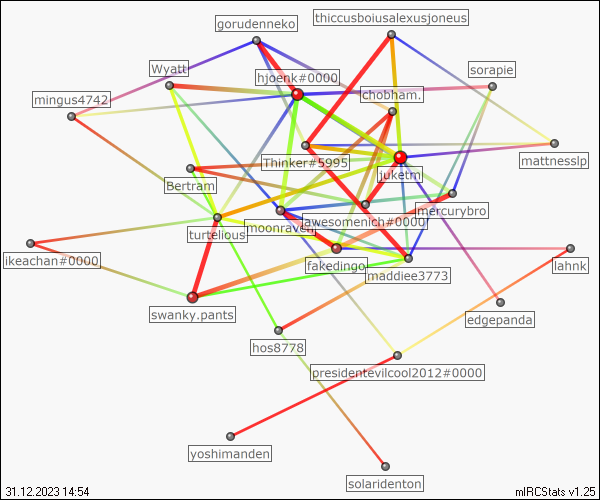 thiccusboiusalexusjoneus
gorudenneko
Wyatt
hjoenk#0000
sorapie
mingus4742
chobham.
Thinker#5995
mattnesslp
juketm
Bertram
mercurybro
awesomenich#0000
moonraven
turtelious
ikeachan#0000
fakedingo
lahnk
maddiee3773
swanky.pants
edgepanda
hos8778
presidentevilcool2012#0000
yoshimanden
solaridenton
31.12.2023 14:54
mIRCStats v1.25